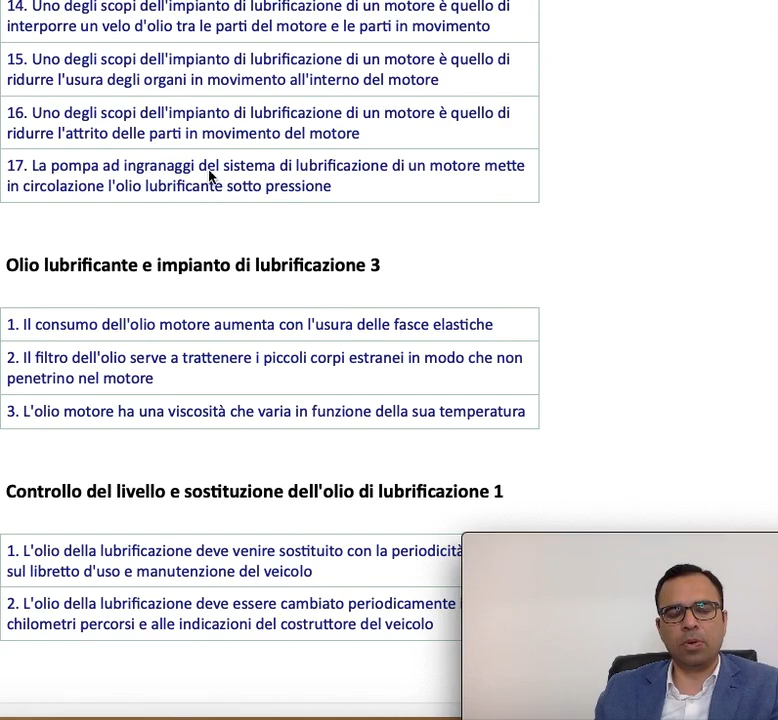 14. Uno degli scopi dell'impianto di lubrificazione di un motore è quello di
interporre un velo d'olio tra le parti del motore e le parti in movimento
15. Uno degli scopi dell'impianto di lubrificazione di un motore è quello di
ridurre l'usura degli organi in movimento all'interno del motore
16. Uno degli scopi dell'impianto di lubrificazione di un motore è quello di
ridurre l'attrito delle parti in movimento del motore
17. La pompa ad ingranaggi del sistema di lubrificazione di un motore mette
in circolazione l'olio lubrificante sotto pressione
Olio lubrificante e impianto di lubrificazione 3
1. Il consumo dell'olio motore aumenta con l'usura delle fasce elastiche
2. Il filtro dell'olio serve a trattenere i piccoli corpi estranei in modo che non
penetrino nel motore
3. L'olio motore ha una viscosità che varia in funzione della sua temperatura
Controllo del livello e sostituzione dell'olio di lubrificazione 1
1. L'olio della lubrificazione deve venire sostituito con la periodicità
sul libretto d'uso e manutenzione del veicolo
2. L'olio della lubrificazione deve essere cambiato periodicamente
chilometri percorsi e alle indicazioni del costruttore del veicolo